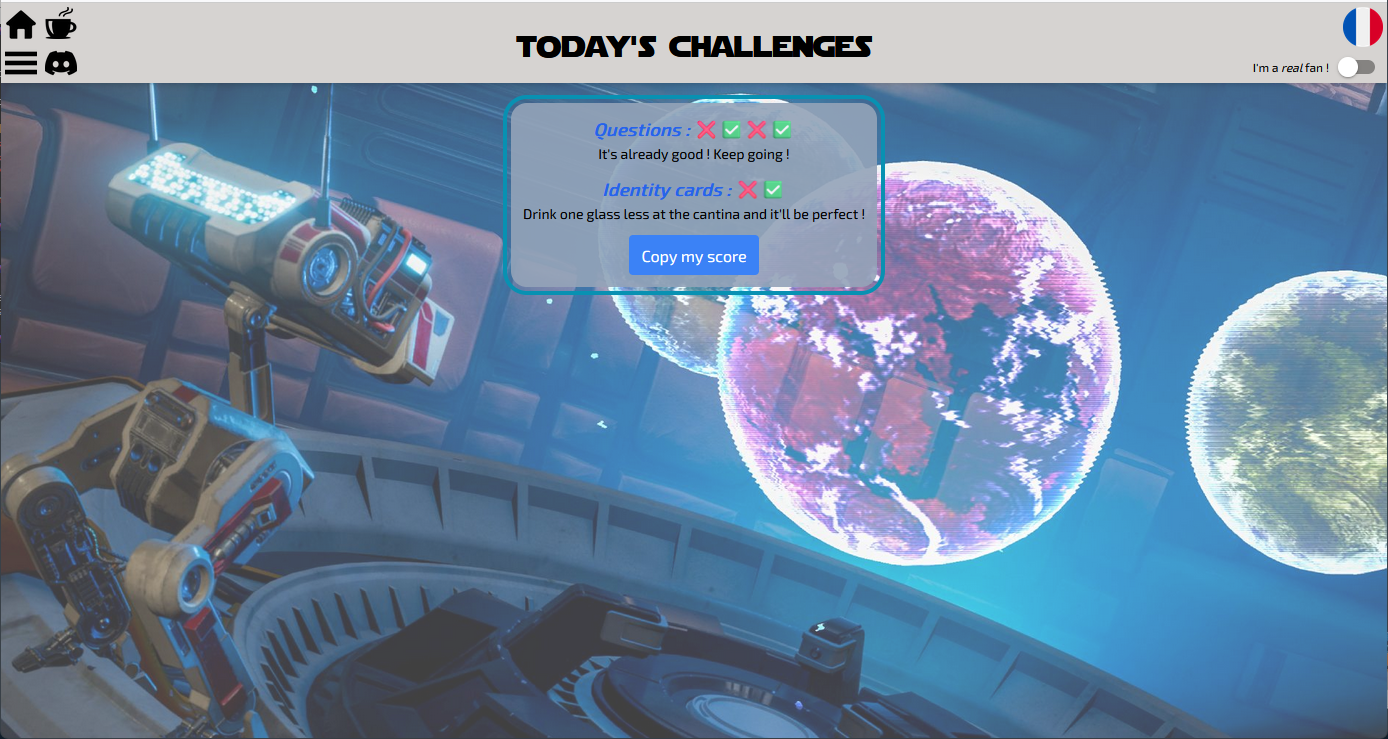 TODAY'S CHALLENGES
I'm a real fan !
Questions : ❌ ✅ ❌ ✅
It's already good ! Keep going !
Identity cards : ❌ ✅
Drink one glass less at the cantina and it'll be perfect !
Copy my score